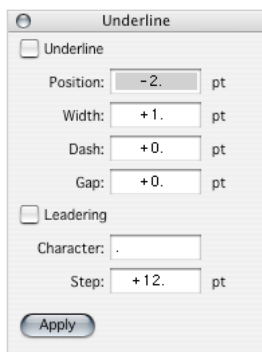 Underline
Underline
Position: -2. pt
Width: +1. pt
Dash: +0. pt
Gap: +0. pt
Leadering
Character: .
Step: +12. pt
Apply